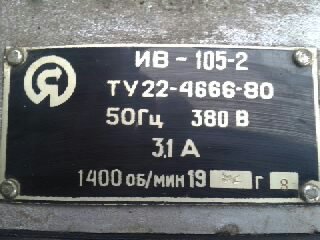 ИВ - 105-2
ТУ22-4666-80
50Гц 380 В
3,1 А
1400 об/мин 19 г 8